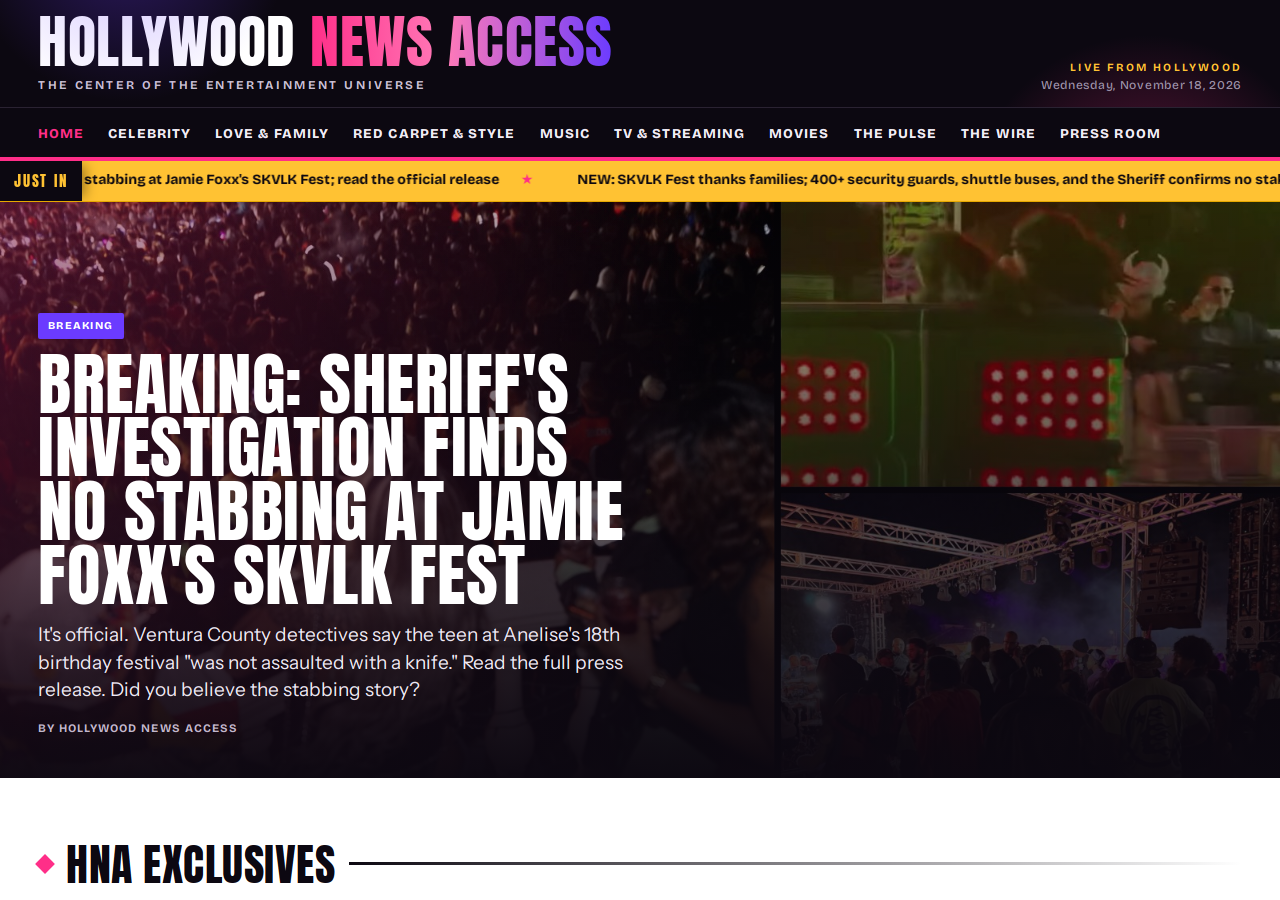 HOLLYWOOD NEWS ACCESS
THE CENTER OF THE ENTERTAINMENT UNIVERSE
LIVE FROM HOLLYWOOD
Wednesday, November 18, 2026
HOME CELEBRITY LOVE & FAMILY RED CARPET & STYLE MUSIC TV & STREAMING MOVIES THE PULSE THE WIRE PRESS ROOM
JUST IN stabbing at Jamie Foxx's SKVLK Fest; read the official release ★ NEW: SKVLK Fest thanks families; 400+ security guards, shuttle buses, and the Sheriff confirms no
BREAKING
BREAKING: SHERIFF'S
INVESTIGATION FINDS
NO STABBING AT JAMIE
FOXX'S SKVLK FEST
It's official. Ventura County detectives say the teen at Anelise's 18th
birthday festival "was not assaulted with a knife." Read the full press
release. Did you believe the stabbing story?
BY HOLLYWOOD NEWS ACCESS
HNA EXCLUSIVES